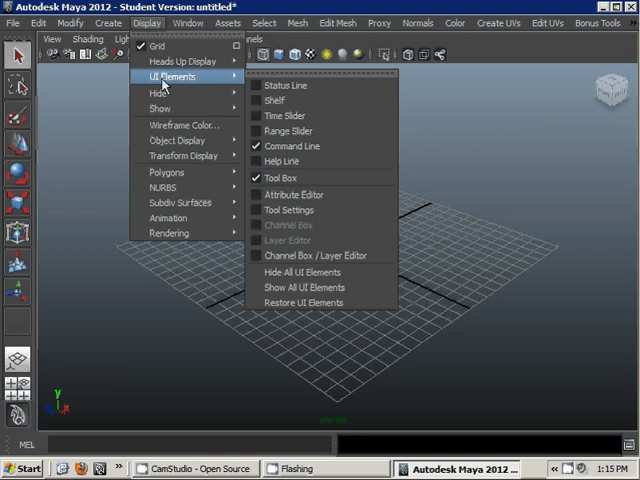 Autodesk Maya 2012 - Student Version: untitled*
File Edit Modify Create Display Window Assets Select Mesh Edit Mesh Proxy Normals Color Create UVs Edit UVs Bonus Tools
View Shading Ligh nels
Grid
Heads Up Display
UI Elements
Hide
Show
Wireframe Color...
Object Display
Transform Display
Polygons
NURBS
Subdiv Surfaces
Animation
Rendering
Status Line
Shelf
Time Slider
Range Slider
Command Line
Help Line
Tool Box
Attribute Editor
Tool Settings
Channel Box
Layer Editor
Channel Box / Layer Editor
Hide All UI Elements
Show All UI Elements
Restore UI Elements
y
x
MEL
Start » CamStudio - Open Source Flashing Autodesk Maya 2012 ... « 1:15 PM